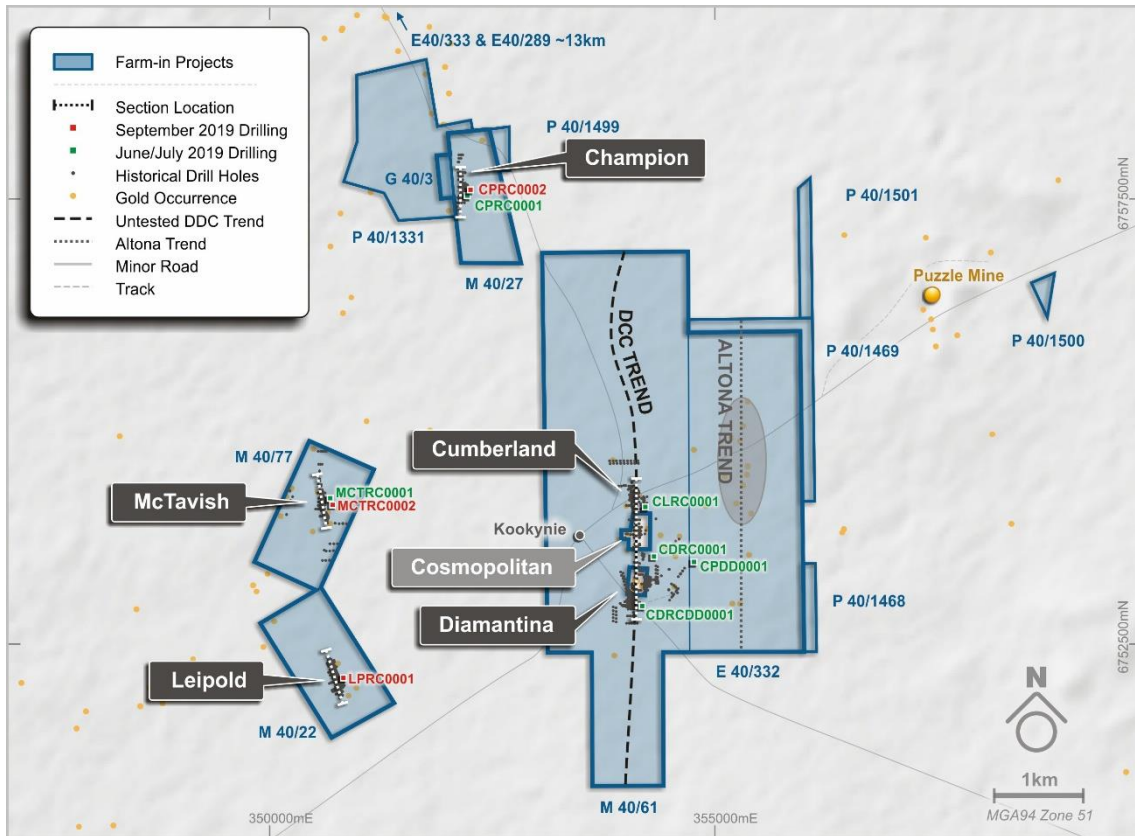 Farm-in Projects
Section Location
September 2019 Drilling
June/July 2019 Drilling
Historical Drill Holes
Gold Occurrence
Untested DDC Trend
Altona Trend
Minor Road
Track
E40/333 & E40/289 ~13km
P 40/1499
Champion
G 40/3
CPRC0002
CPRC0001
P 40/1331
M 40/27
P 40/1501
6757500mN
Puzzle Mine
P 40/1500
P 40/1469
DCC TREND
ALTONA TREND
Cumberland
M 40/77
McTavish
MCTRC0001
MCTRC0002
CLRC0001
Kookynie
Cosmopolitan
CDRC0001
CPDD0001
Diamantina
CDRCDD0001
P 40/1468
6752500mN
Leipold
LPRC0001
E 40/332
M 40/22
N
1km
MGA94 Zone 51
M 40/61
350000mE
355000mE